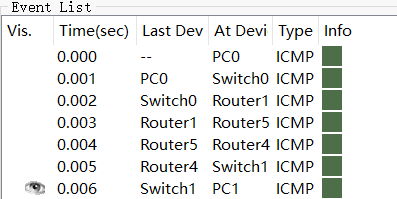 Event List
Vis. Time(sec) Last Dev At Devi Type Info
0.000 -- PC0 ICMP
0.001 PC0 Switch0 ICMP
0.002 Switch0 Router1 ICMP
0.003 Router1 Router5 ICMP
0.004 Router5 Router4 ICMP
0.005 Router4 Switch1 ICMP
0.006 Switch1 PC1 ICMP